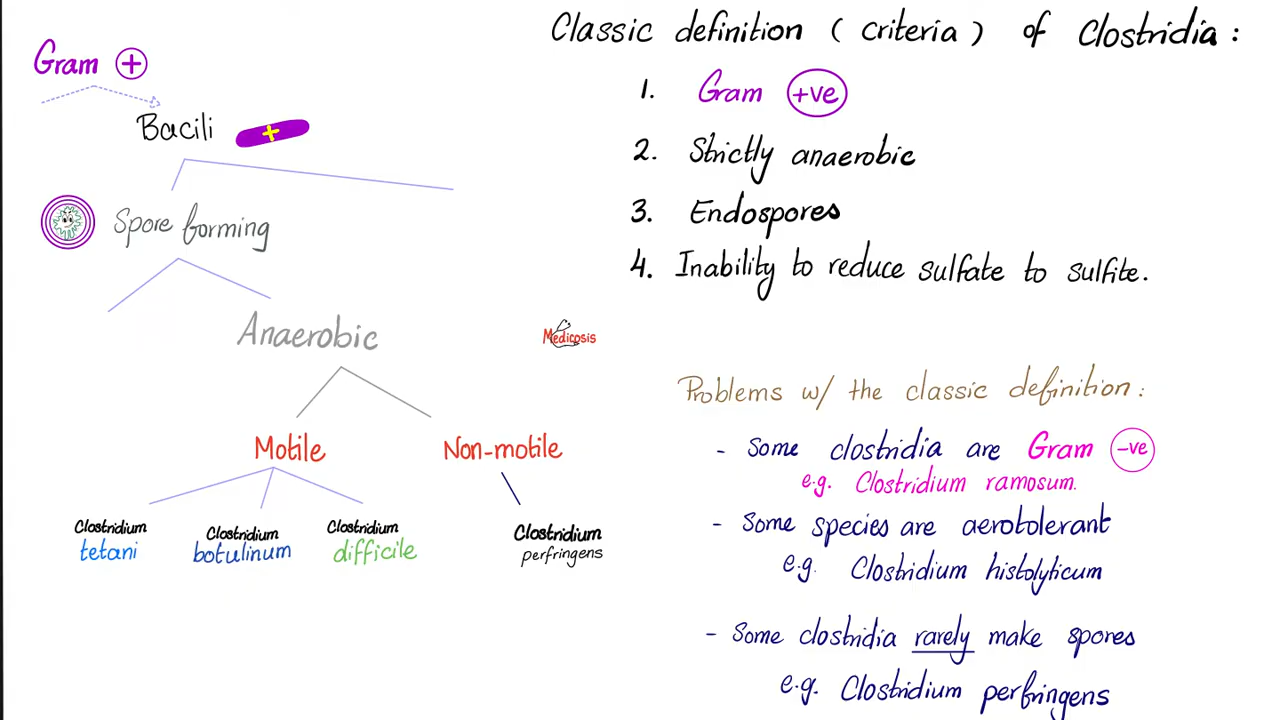 Gram +
Bacili +
Spore forming
Anaerobic
Motile
Non-motile
Clostridium
tetani
Clostridium
botulinum
Clostridium
difficile
Clostridium
perfringens
Medicosis
Classic definition ( criteria ) of Clostridia :
1. Gram +ve
2. Strictly anaerobic
3. Endospores
4. Inability to reduce sulfate to sulfite.
Problems w/ the classic definition :
- Some clostridia are Gram -ve
e.g. Clostridium ramosum.
- Some species are aerotolerant
e.g. Clostridium histolyticum
- Some clostridia rarely make spores
e.g. Clostridium perfringens